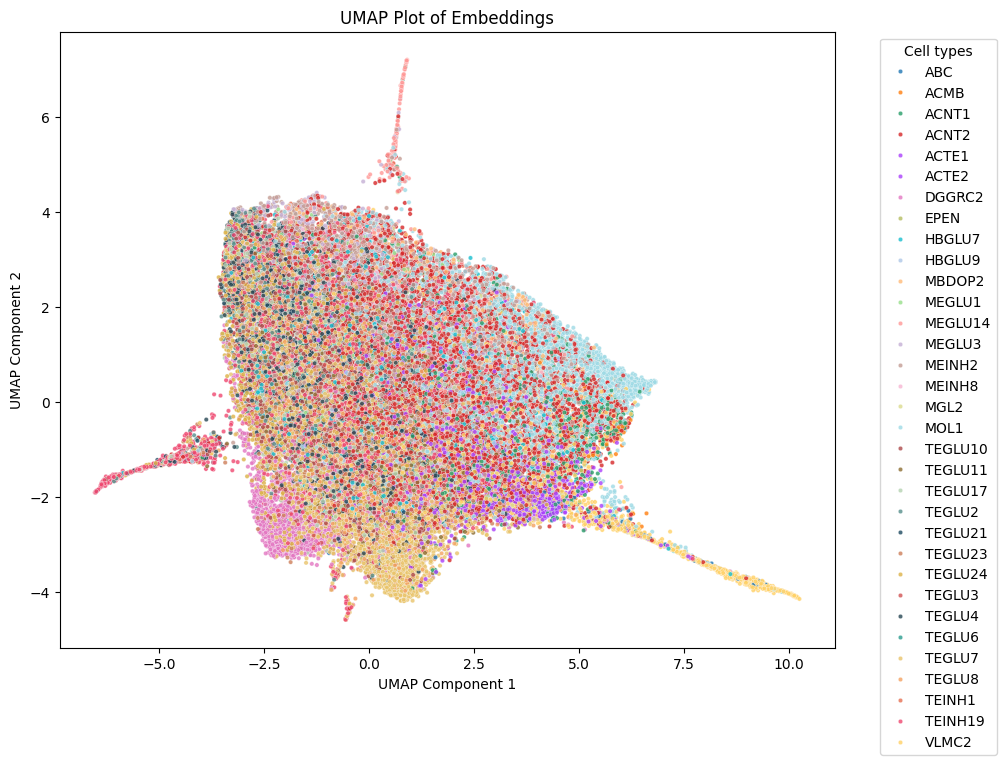 UMAP Plot of Embeddings
UMAP Component 2
6
4
2
0
−2
−4
−5.0
−2.5
0.0
2.5
5.0
7.5
10.0
UMAP Component 1
Cell types
ABC
ACMB
ACNT1
ACNT2
ACTE1
ACTE2
DGGRC2
EPEN
HBGLU7
HBGLU9
MBDOP2
MEGLU1
MEGLU14
MEGLU3
MEINH2
MEINH8
MGL2
MOL1
TEGLU10
TEGLU11
TEGLU17
TEGLU2
TEGLU21
TEGLU23
TEGLU24
TEGLU3
TEGLU4
TEGLU6
TEGLU7
TEGLU8
TEINH1
TEINH19
VLMC2